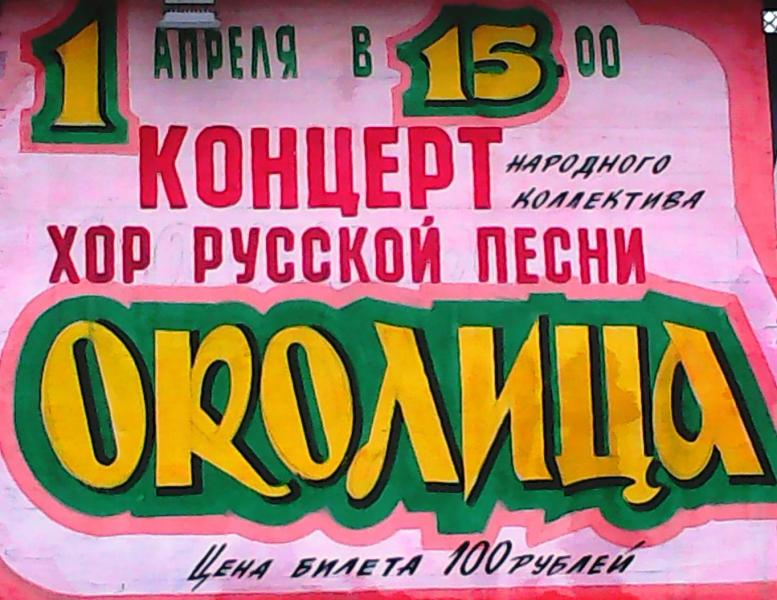 1 АПРЕЛЯ В 15.00
КОНЦЕРТ НАРОДНОГО
КОЛЛЕКТИВА
ХОР РУССКОЙ ПЕСНИ
ОКОЛИЦА
ЦЕНА БИЛЕТА 100 РУБЛЕЙ